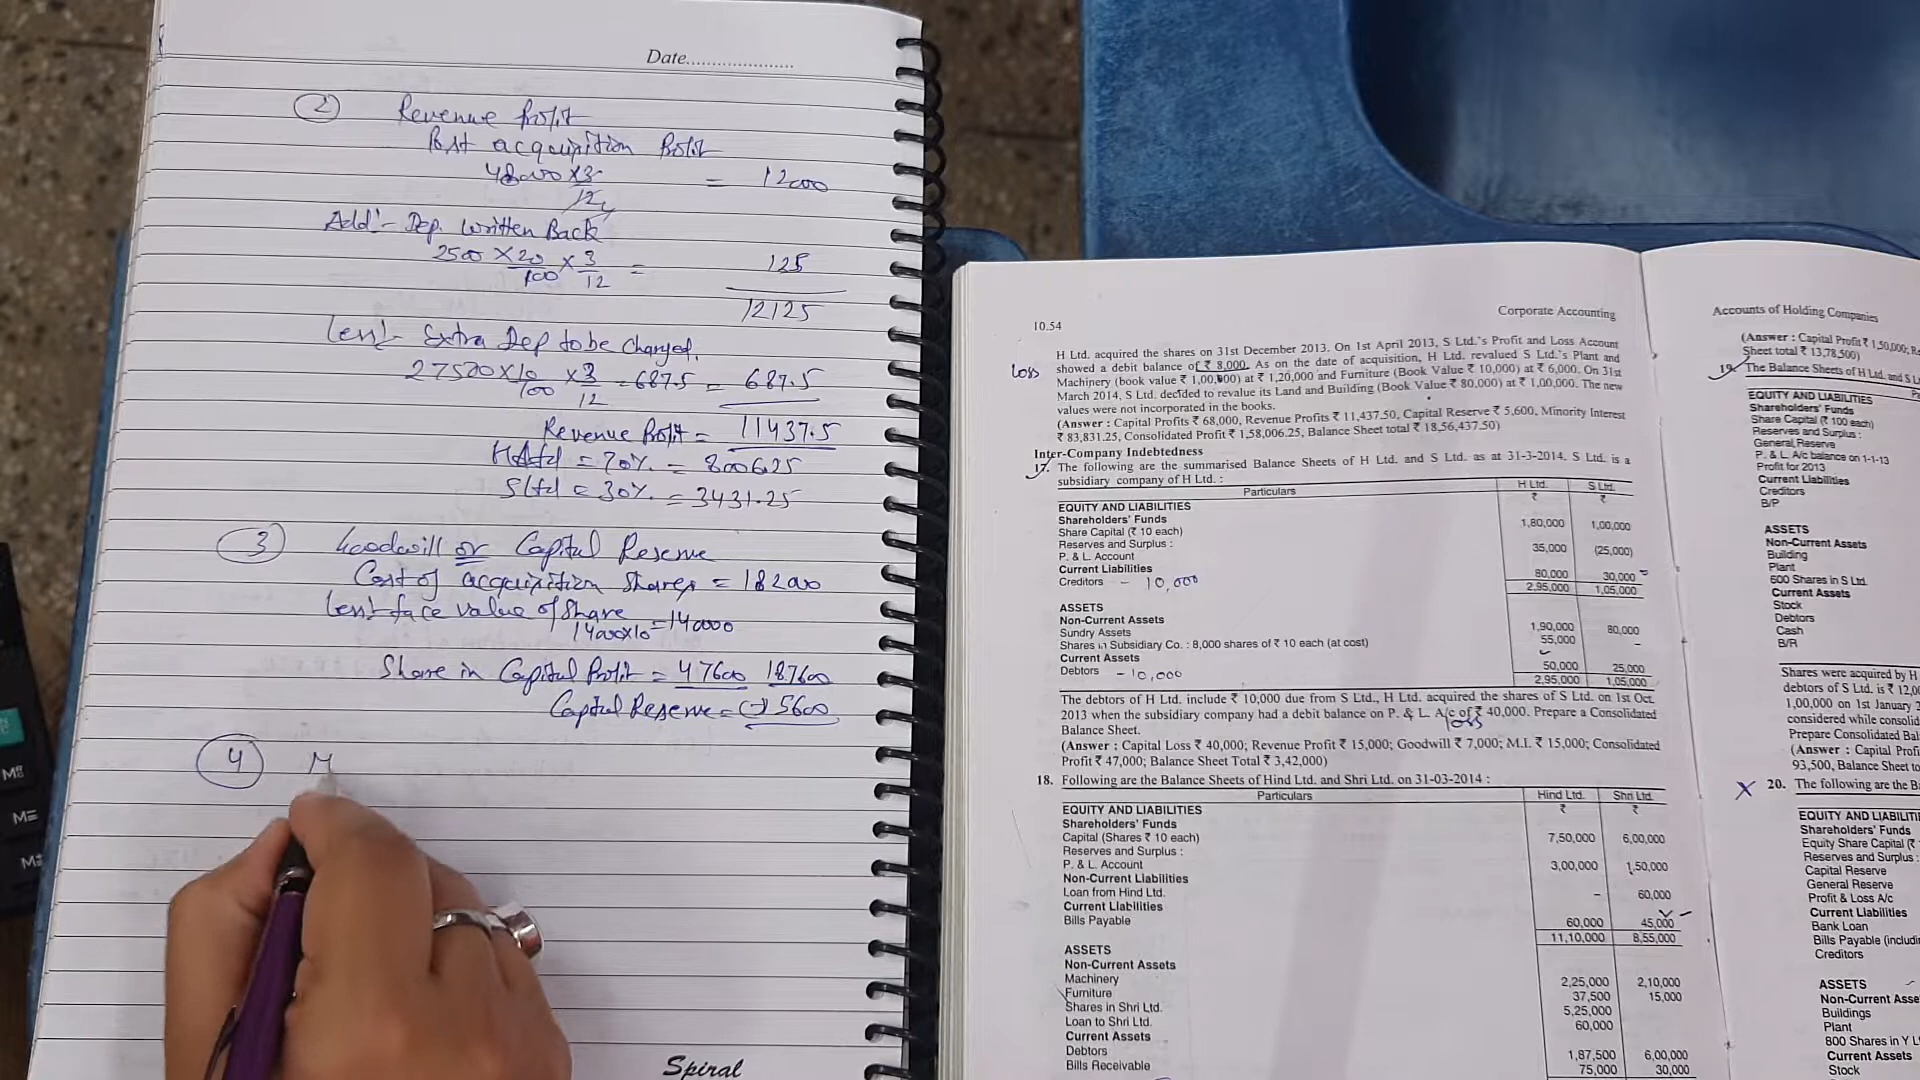 Date.....................
2 Revenue Profit
Post acquisition Profit
48000 × 3/12 = 12000
Add:- Dep. Written Back
2500 × 20/100 × 3/12 = 125
12125
Less:- Extra Dep to be Charged.
27500 × 10/100 × 3/12 = 687.5 = 687.5
Revenue Profit = 11437.5
H Ltd = 70% = 8006.25
S Ltd = 30% = 3431.25
3 Goodwill or Capital Reserve
Cost of acquisition Shares = 182000
Less:- face value of Share
14000×10 = 140000
Share in Capital Profit = 47600 187600
Capital Reserve = (-) 5600
4 M
Spiral
10.54
Corporate Accounting
loss
H Ltd. acquired the shares on 31st December 2013. On 1st April 2013, S Ltd.'s Profit and Loss Account
showed a debit balance of ₹ 8,000. As on the date of acquisition, H Ltd. revalued S Ltd.'s Plant and
Machinery (book value ₹ 1,00,000) at ₹ 1,20,000 and Furniture (Book Value ₹ 10,000) at ₹ 6,000. On 31st
March 2014, S Ltd. decided to revalue its Land and Building (Book Value ₹ 80,000) at ₹ 1,00,000. The new
values were not incorporated in the books.
(Answer : Capital Profits ₹ 68,000, Revenue Profits ₹ 11,437.50, Capital Reserve ₹ 5,600, Minority Interest
₹ 83,831.25, Consolidated Profit ₹ 1,58,006.25, Balance Sheet total ₹ 18,56,437.50)
Inter-Company Indebtedness
17. The following are the summarised Balance Sheets of H Ltd. and S Ltd. as at 31-3-2014. S Ltd. is a
subsidiary company of H Ltd. :
Particulars H Ltd. S Ltd.
₹ ₹
EQUITY AND LIABILITIES
Shareholders' Funds
Share Capital (₹ 10 each) 1,80,000 1,00,000
Reserves and Surplus :
P. & L. Account 35,000 (25,000)
Current Liabilities
Creditors - 10,000 80,000 30,000
2,95,000 1,05,000
ASSETS
Non-Current Assets
Sundry Assets 1,90,000 80,000
Shares in Subsidiary Co. : 8,000 shares of ₹ 10 each (at cost) 55,000 -
Current Assets
Debtors - 10,000 50,000 25,000
2,95,000 1,05,000
The debtors of H Ltd. include ₹ 10,000 due from S Ltd., H Ltd. acquired the shares of S Ltd. on 1st Oct.
2013 when the subsidiary company had a debit balance on P. & L. A/c of ₹ 40,000. Prepare a Consolidated
loss
Balance Sheet.
(Answer : Capital Loss ₹ 40,000; Revenue Profit ₹ 15,000; Goodwill ₹ 7,000; M.I. ₹ 15,000; Consolidated
Profit ₹ 47,000; Balance Sheet Total ₹ 3,42,000)
18. Following are the Balance Sheets of Hind Ltd. and Shri Ltd. on 31-03-2014 :
Particulars Hind Ltd. Shri Ltd.
₹ ₹
EQUITY AND LIABILITIES
Shareholders' Funds
Capital (Shares ₹ 10 each) 7,50,000 6,00,000
Reserves and Surplus :
P. & L. Account 3,00,000 1,50,000
Non-Current Liabilities
Loan from Hind Ltd. - 60,000
Current Liabilities
Bills Payable 60,000 45,000
11,10,000 8,55,000
ASSETS
Non-Current Assets
Machinery 2,25,000 2,10,000
Furniture 37,500 15,000
Shares in Shri Ltd. 5,25,000
Loan to Shri Ltd. 60,000
Current Assets
Debtors 1,87,500 6,00,000
Bills Receivable 75,000 30,000
Accounts of Holding Companies
(Answer : Capital Profit ₹ 1,50,000;
Sheet total ₹ 13,78,500)
19. The Balance Sheets of H Ltd. and S
EQUITY AND LIABILITIES
Shareholders' Funds
Share Capital (₹ 100 each)
Reserves and Surplus :
General Reserve
P. & L. A/c balance on 1-1-13
Profit for 2013
Current Liabilities
Creditors
B/P
ASSETS
Non-Current Assets
Building
Plant
600 Shares in S Ltd.
Current Assets
Stock
Debtors
Cash
B/R
Shares were acquired by H
debtors of S Ltd. is ₹ 12,00
1,00,000 on 1st January
considered while consolid
Prepare Consolidated Bal
(Answer : Capital Profi
93,500, Balance Sheet to
X 20. The following are the B
EQUITY AND LIABILITI
Shareholders' Funds
Equity Share Capital (₹
Reserves and Surplus :
Capital Reserve
General Reserve
Profit & Loss A/c
Current Liabilities
Bank Loan
Bills Payable (includi
Creditors
ASSETS
Non-Current Asse
Buildings
Plant
800 Shares in Y L
Current Assets
Stock